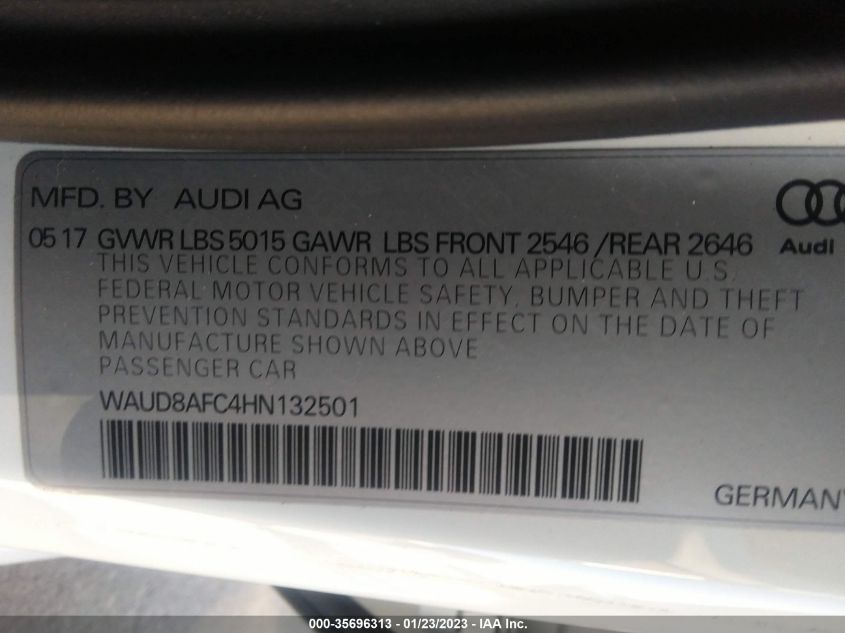 MFD. BY AUDI AG
05 17 GVWR LBS 5015 GAWR LBS FRONT 2546 /REAR 2646
Audi
THIS VEHICLE CONFORMS TO ALL APPLICABLE U.S.
FEDERAL MOTOR VEHICLE SAFETY, BUMPER AND THEFT
PREVENTION STANDARDS IN EFFECT ON THE DATE OF
MANUFACTURE SHOWN ABOVE
PASSENGER CAR
WAUD8AFC4HN132501
GERMANY
000-35696313 - 01/23/2023 - IAA Inc.